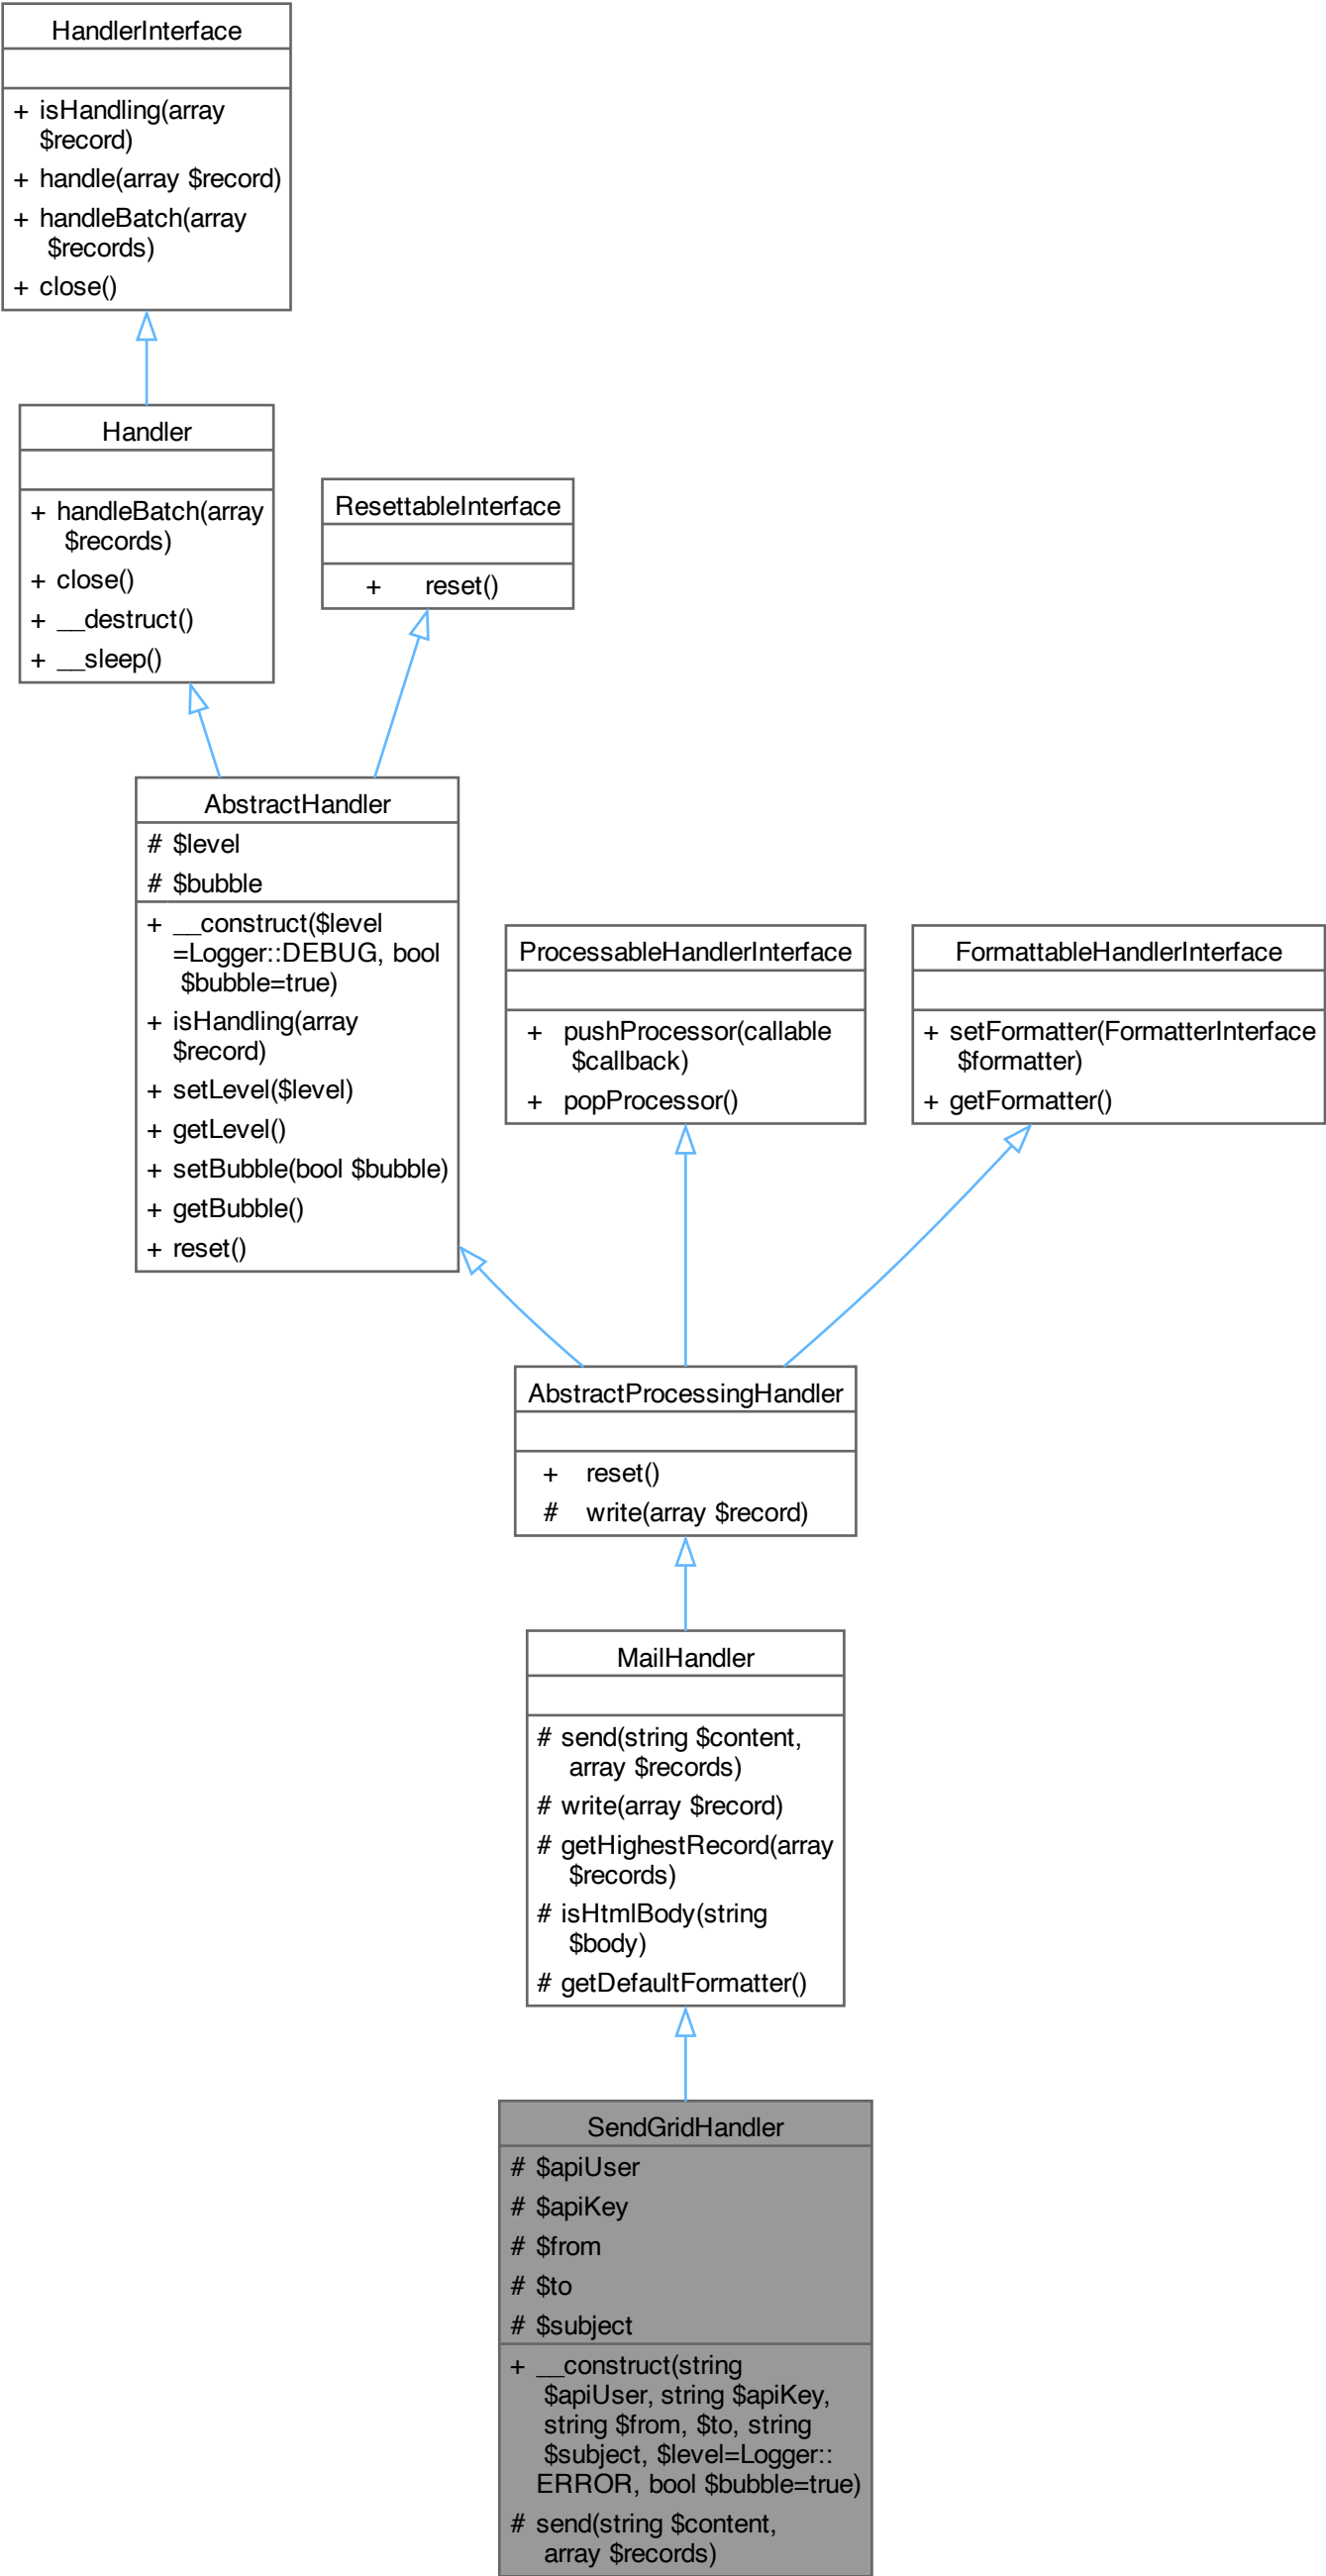 HandlerInterface
+ isHandling(array
$record)
+ handle(array $record)
+ handleBatch(array
$records)
+ close()
Handler
+ handleBatch(array
$records)
+ close()
+ __destruct()
+ __sleep()
ResettableInterface
+ reset()
AbstractHandler
# $level
# $bubble
+ __construct($level
=Logger::DEBUG, bool
$bubble=true)
+ isHandling(array
$record)
+ setLevel($level)
+ getLevel()
+ setBubble(bool $bubble)
+ getBubble()
+ reset()
ProcessableHandlerInterface
+ pushProcessor(callable
$callback)
+ popProcessor()
FormattableHandlerInterface
+ setFormatter(FormatterInterface
$formatter)
+ getFormatter()
AbstractProcessingHandler
+ reset()
# write(array $record)
MailHandler
# send(string $content,
array $records)
# write(array $record)
# getHighestRecord(array
$records)
# isHtmlBody(string
$body)
# getDefaultFormatter()
SendGridHandler
# $apiUser
# $apiKey
# $from
# $to
# $subject
+ __construct(string
$apiUser, string $apiKey,
string $from, $to, string
$subject, $level=Logger::
ERROR, bool $bubble=true)
# send(string $content,
array $records)